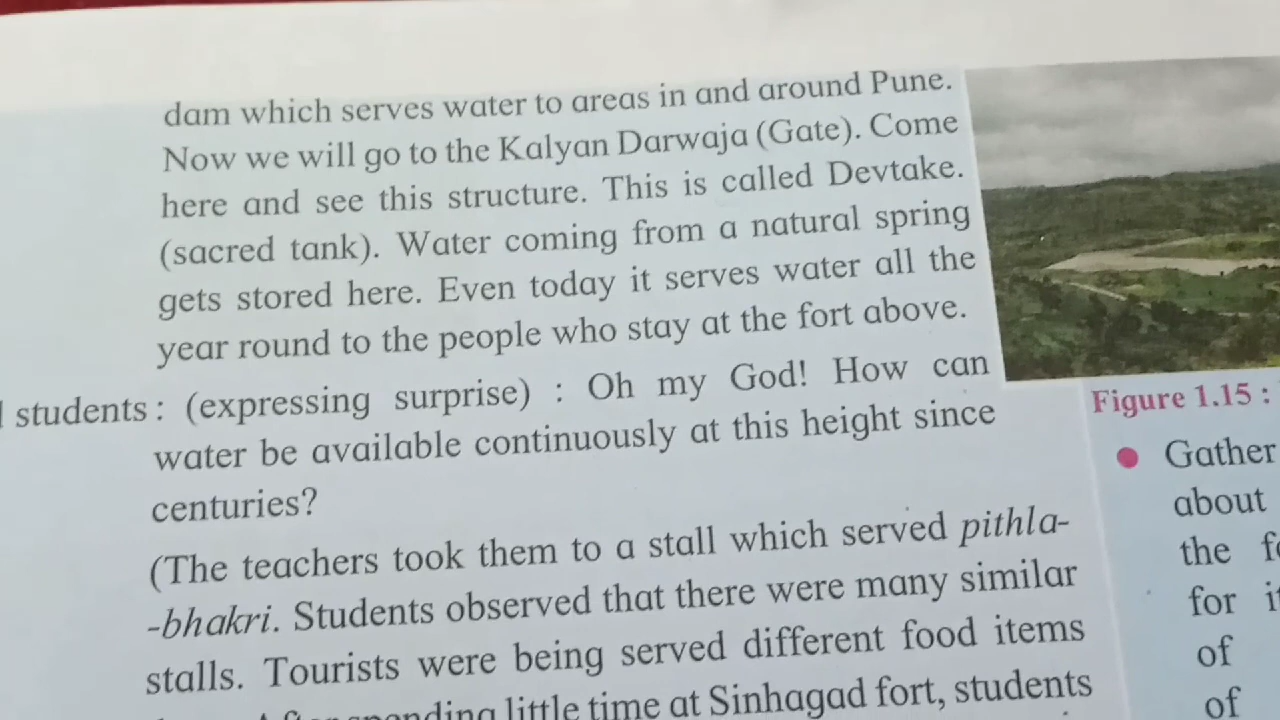 dam which serves water to areas in and around Pune.
Now we will go to the Kalyan Darwaja (Gate). Come
here and see this structure. This is called Devtake.
(sacred tank). Water coming from a natural spring
gets stored here. Even today it serves water all the
year round to the people who stay at the fort above.
students : (expressing surprise) : Oh my God! How can
water be available continuously at this height since
centuries?
(The teachers took them to a stall which served pithla-
-bhakri. Students observed that there were many similar
stalls. Tourists were being served different food items
little time at Sinhagad fort, students
Figure 1.15 :
● Gather
about
the
for
of
of